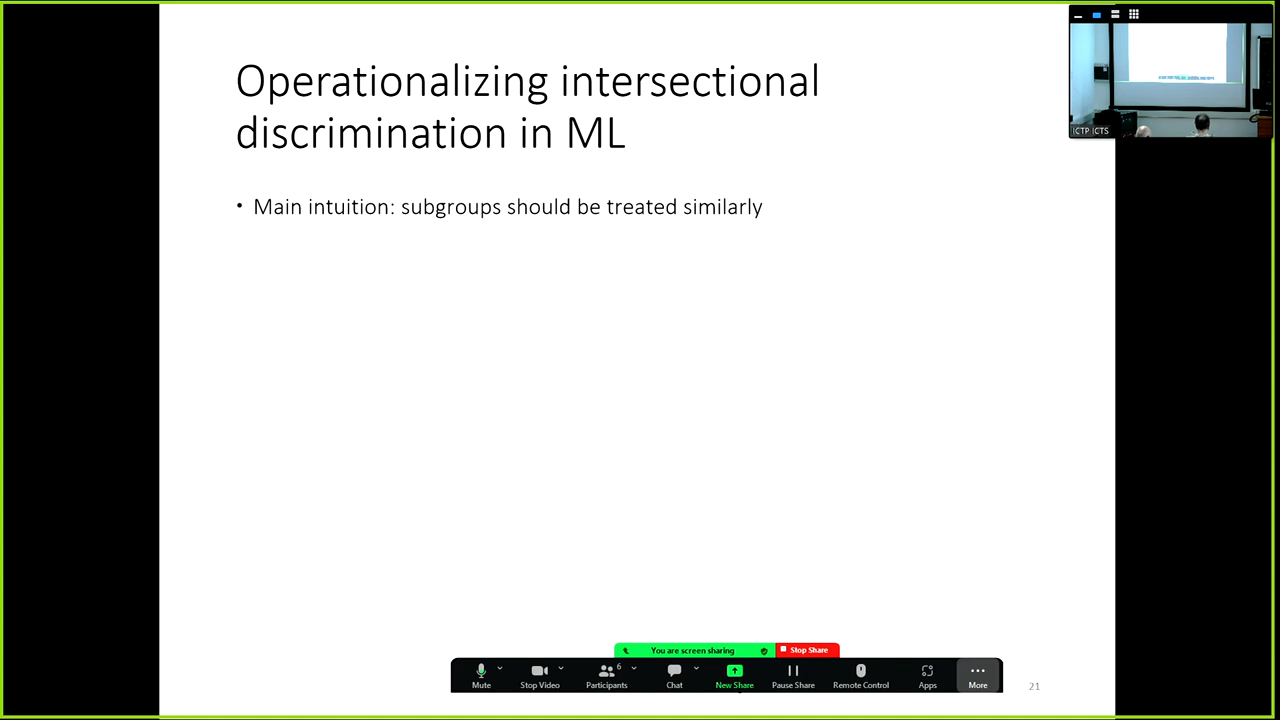 Operationalizing intersectional
discrimination in ML
• Main intuition: subgroups should be treated similarly
ICTP ICTS
You are screen sharing
Stop Share
Mute
Stop Video
6
Participants
Chat
New Share
Pause Share
Remote Control
Apps
More
21